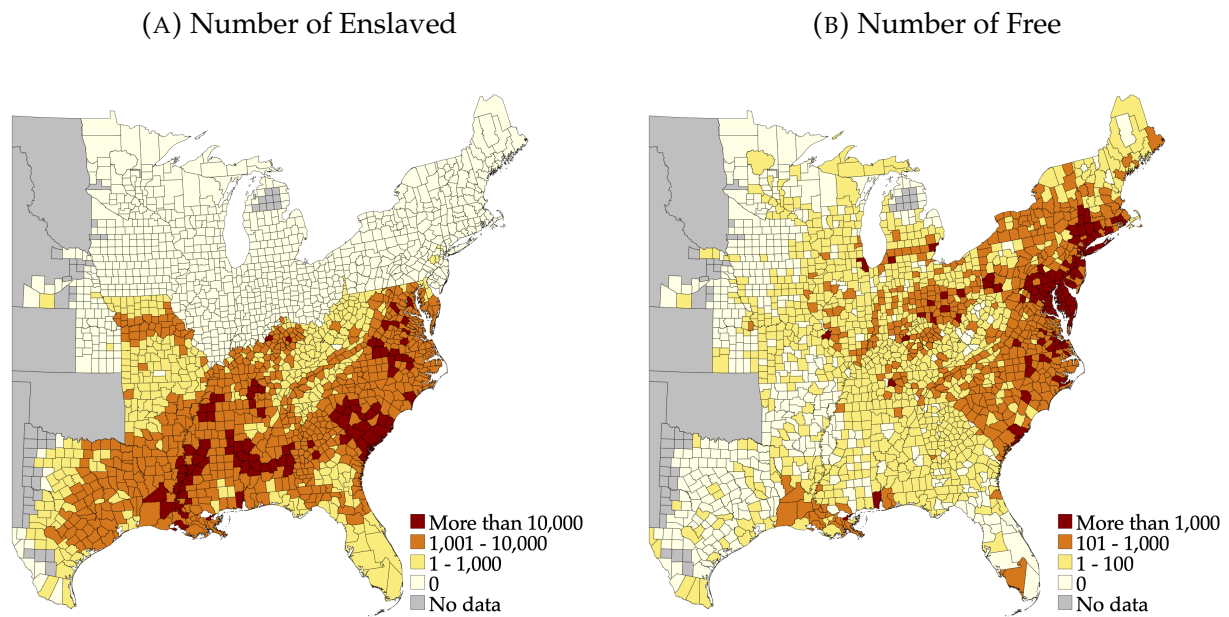 (A) Number of Enslaved
(B) Number of Free
More than 10,000
1,001 - 10,000
1 - 1,000
0
No data
More than 1,000
101 - 1,000
1 - 100
0
No data